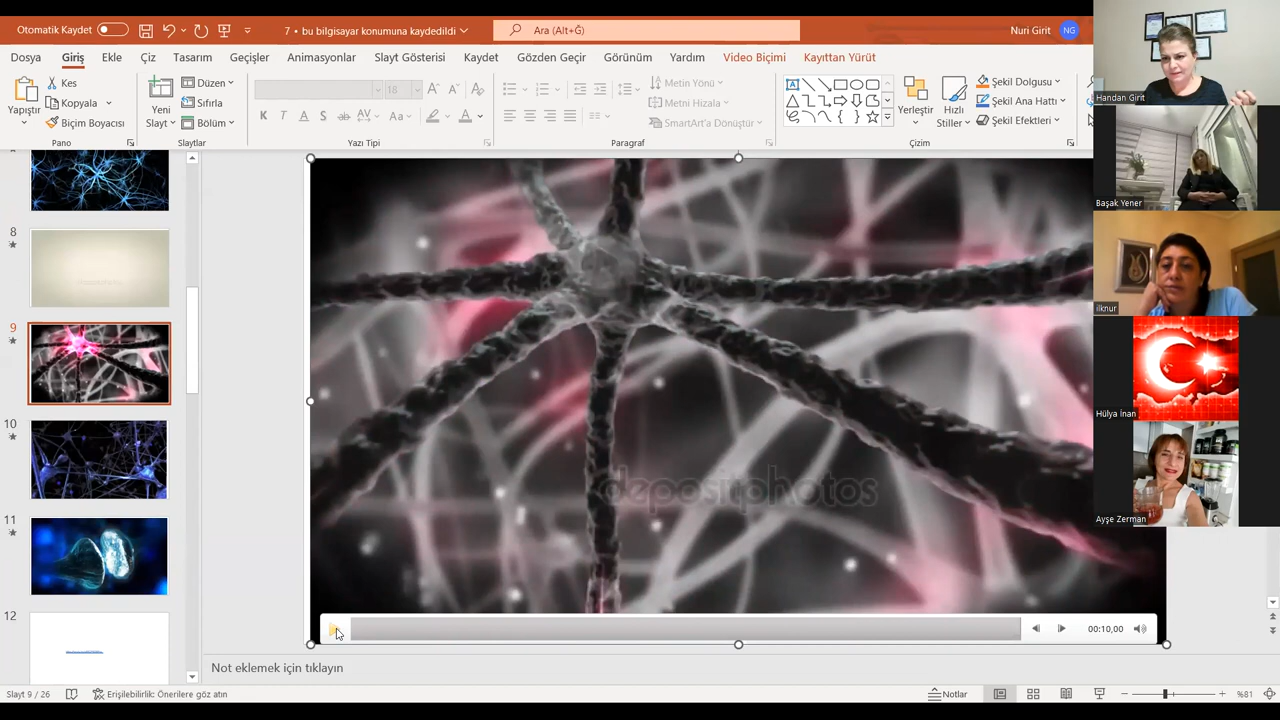 Otomatik Kaydet
7 • bu bilgisayar konumuna kaydedildi
Ara (Alt+Ğ)
Nuri Girit
NG
Dosya
Giriş
Ekle
Çiz
Tasarım
Geçişler
Animasyonlar
Slayt Gösterisi
Kaydet
Gözden Geçir
Görünüm
Yardım
Video Biçimi
Kayıttan Yürüt
Yapıştır
Kes
Kopyala
Biçim Boyacısı
Pano
Yeni
Slayt
Düzen
Sıfırla
Bölüm
Slaytlar
18
Yazı Tipi
Metin Yönü
Metni Hizala
SmartArt'a Dönüştür
Paragraf
Yerleştir
Hızlı
Stiller
Şekil Dolgusu
Şekil Ana Hattı
Şekil Efektleri
Çizim
8
9
10
11
12
depositphotos
00:10,00
Not eklemek için tıklayın
Slayt 9 / 26
Erişilebilirlik: Önerilere göz atın
Notlar
%81
Handan Girit
Başak Yener
ilknur
Hülya İnan
Ayşe Zerman